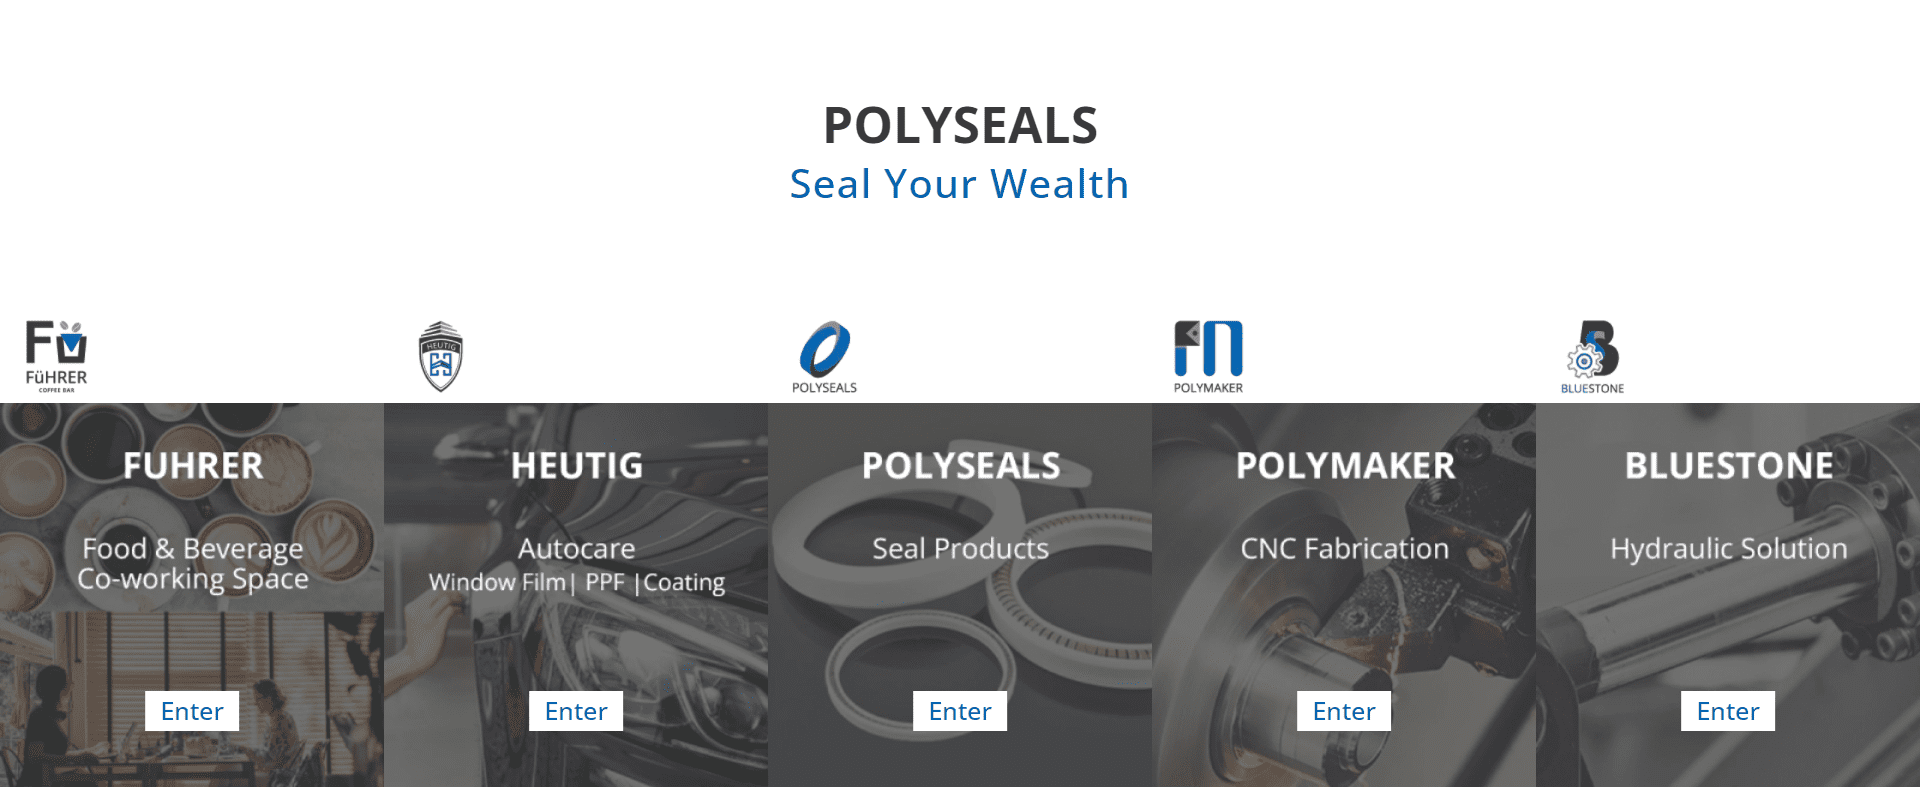 POLYSEALS
Seal Your Wealth
FüHRER
COFFEE BAR
HEUTIG
POLYSEALS
POLYMAKER
BLUESTONE
FUHRER
Food & Beverage
Co-working Space
Enter
HEUTIG
Autocare
Window Film| PPF |Coating
Enter
POLYSEALS
Seal Products
Enter
POLYMAKER
CNC Fabrication
Enter
BLUESTONE
Hydraulic Solution
Enter